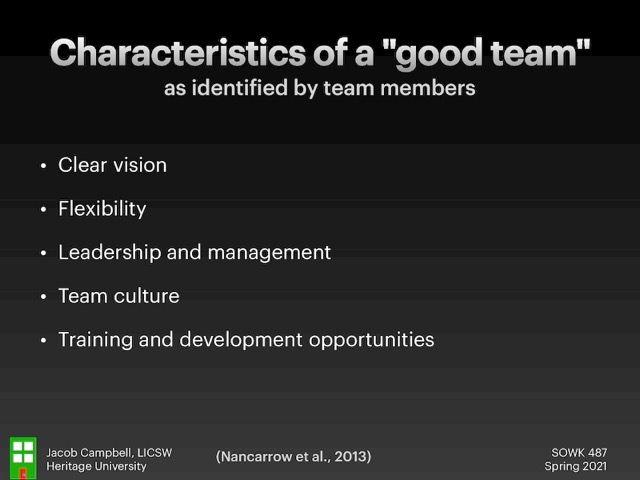 Characteristics of a "good team"
as identified by team members
• Clear vision
• Flexibility
• Leadership and management
• Team culture
• Training and development opportunities
Jacob Campbell, LICSW
Heritage University
(Nancarrow et al., 2013)
SOWK 487
Spring 2021